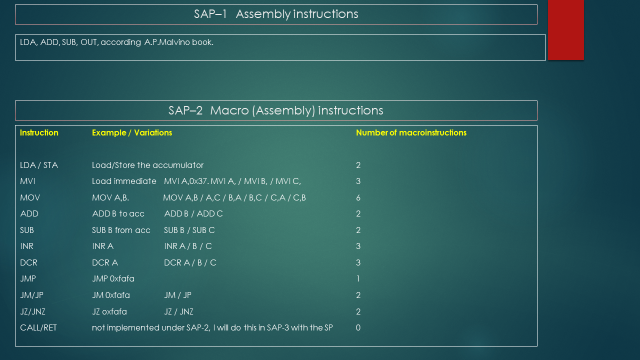 SAP–1 Assembly instructions
LDA, ADD, SUB, OUT, according A.P.Malvino book.
SAP–2 Macro (Assembly) instructions
Instruction Example / Variations Number of macroinstructions
LDA / STA Load/Store the accumulator 2
MVI Load immediate MVI A,0x37. MVI A, / MVI B, / MVI C, 3
MOV MOV A,B. MOV A,B / A,C / B,A / B,C / C,A / C,B 6
ADD ADD B to acc ADD B / ADD C 2
SUB SUB B from acc SUB B / SUB C 2
INR INR A INR A / B / C 3
DCR DCR A DCR A / B / C 3
JMP JMP 0xfafa 1
JM/JP JM 0xfafa JM / JP 2
JZ/JNZ JZ oxfafa JZ / JNZ 2
CALL/RET not implemented under SAP-2, I will do this in SAP-3 with the SP 0